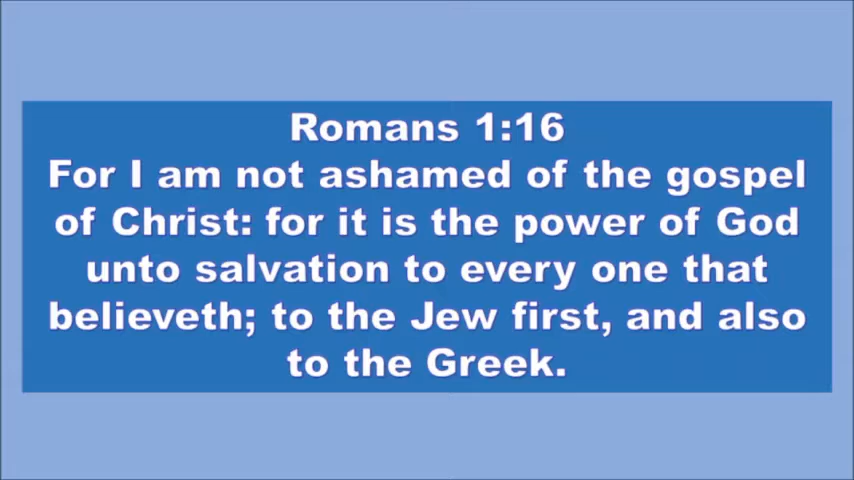 Romans 1:16
For I am not ashamed of the gospel
of Christ: for it is the power of God
unto salvation to every one that
believeth; to the Jew first, and also
to the Greek.